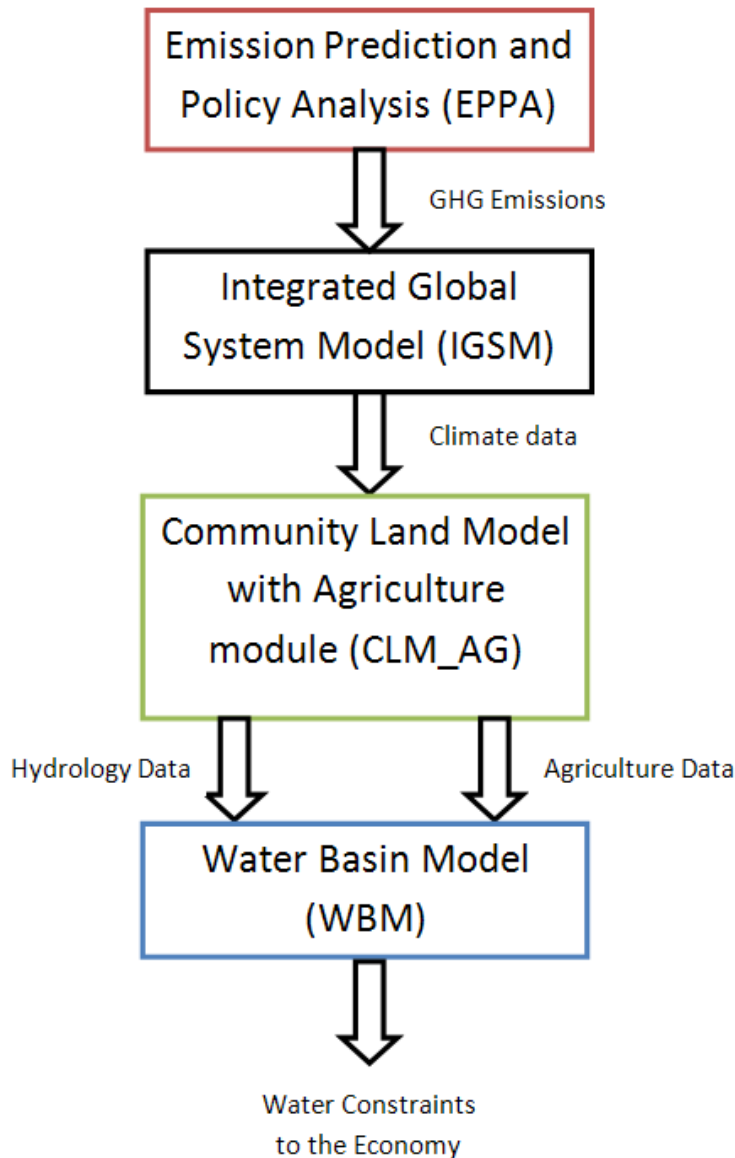 Emission Prediction and
Policy Analysis (EPPA)
GHG Emissions
Integrated Global
System Model (IGSM)
Climate data
Community Land Model
with Agriculture
module (CLM_AG)
Hydrology Data
Agriculture Data
Water Basin Model
(WBM)
Water Constraints
to the Economy